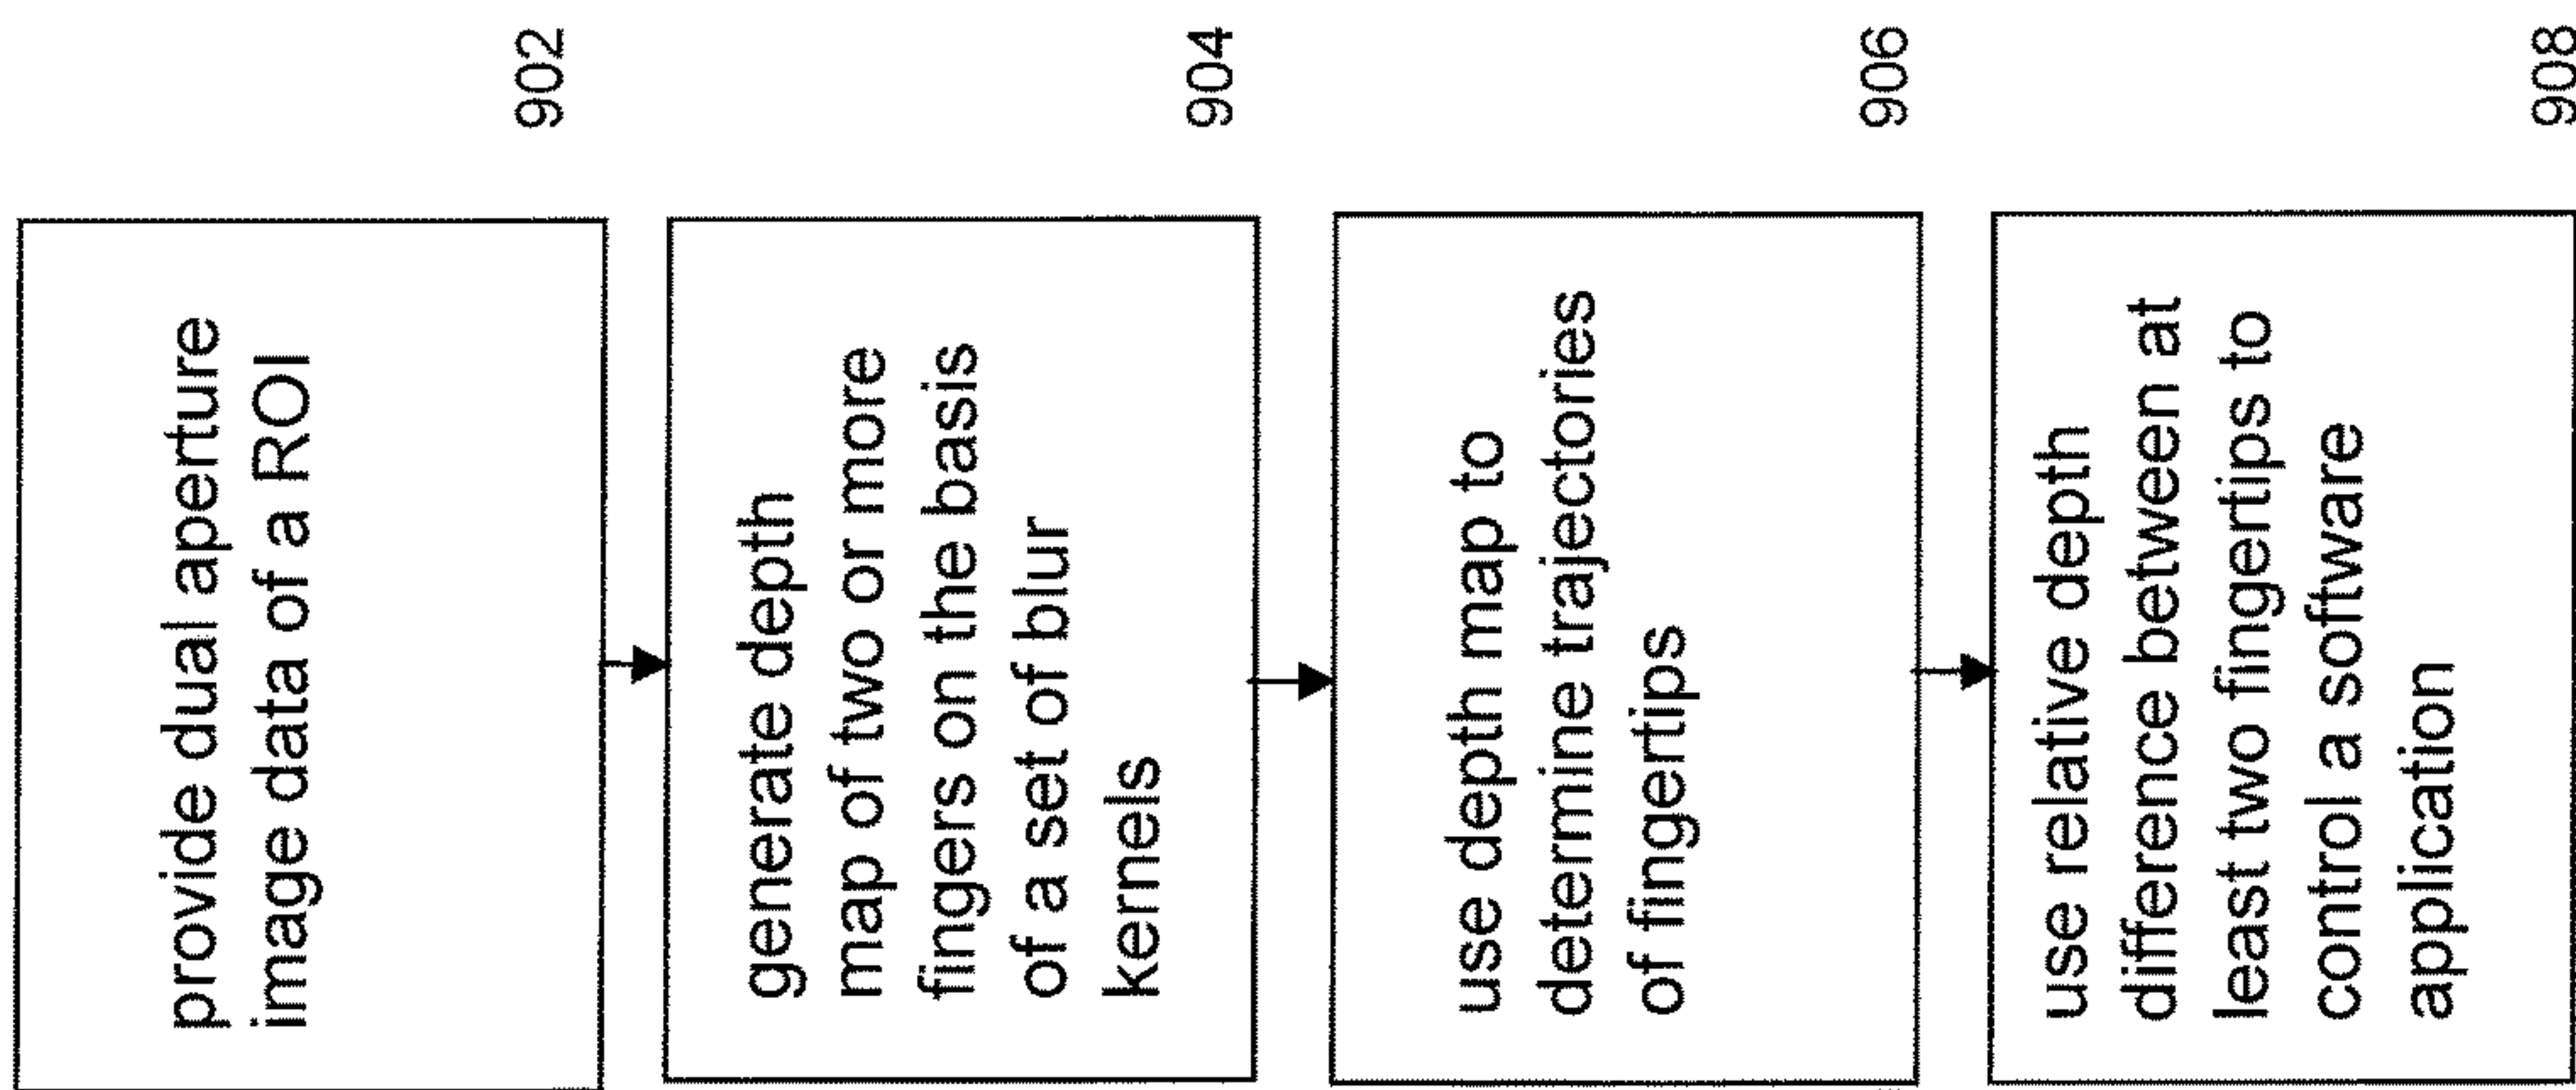 provide dual aperture
image data of a ROI
902
generate depth
map of two or more
fingers on the basis
of a set of blur
kernels
904
use depth map to
determine trajectories
of fingertips
906
use relative depth
difference between at
least two fingertips to
control a software
application
908